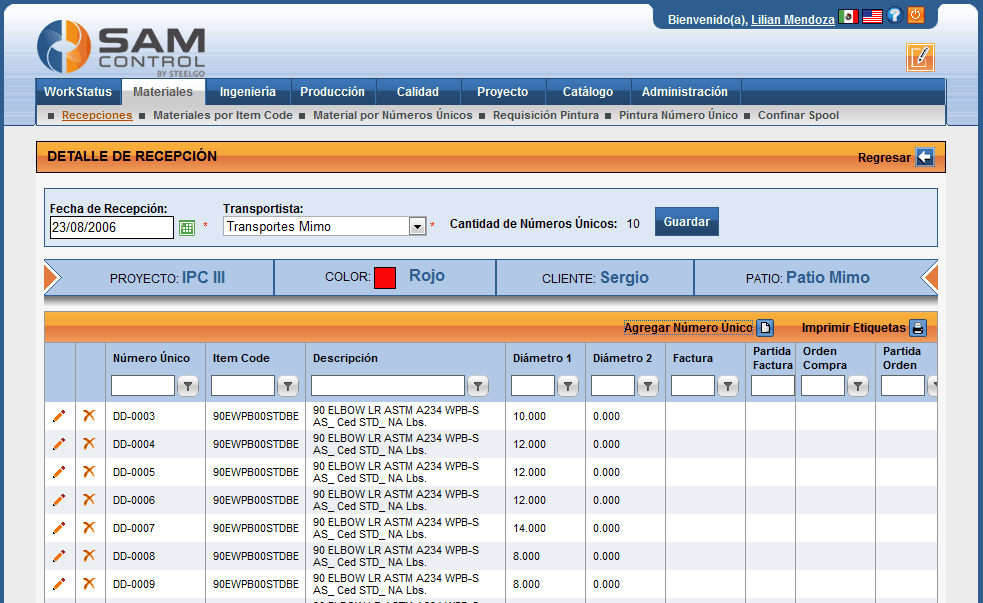 Bienvenido(a), Lilian Mendoza
SAM
CONTROL
BY STEELGO
WorkStatus Materiales Ingeniería Producción Calidad Proyecto Catálogo Administración
Recepciones Materiales por Item Code Material por Números Únicos Requisición Pintura Pintura Número Único Confinar Spool
DETALLE DE RECEPCIÓN Regresar
Fecha de Recepción: Transportista:
23/08/2006 * Transportes Mimo * Cantidad de Números Únicos: 10 Guardar
PROYECTO: IPC III COLOR: Rojo CLIENTE: Sergio PATIO: Patio Mimo
Agregar Número Único Imprimir Etiquetas
Número Único Item Code Descripción Diámetro 1 Diámetro 2 Factura Partida Factura Orden Compra Partida Orden
DD-0003 90EWPB00STDBE 90 ELBOW LR ASTM A234 WPB-S
AS_ Ced STD_ NA Lbs. 10.000 0.000
DD-0004 90EWPB00STDBE 90 ELBOW LR ASTM A234 WPB-S
AS_ Ced STD_ NA Lbs. 12.000 0.000
DD-0005 90EWPB00STDBE 90 ELBOW LR ASTM A234 WPB-S
AS_ Ced STD_ NA Lbs. 12.000 0.000
DD-0006 90EWPB00STDBE 90 ELBOW LR ASTM A234 WPB-S
AS_ Ced STD_ NA Lbs. 12.000 0.000
DD-0007 90EWPB00STDBE 90 ELBOW LR ASTM A234 WPB-S
AS_ Ced STD_ NA Lbs. 14.000 0.000
DD-0008 90EWPB00STDBE 90 ELBOW LR ASTM A234 WPB-S
AS_ Ced STD_ NA Lbs. 8.000 0.000
DD-0009 90EWPB00STDBE 90 ELBOW LR ASTM A234 WPB-S
AS_ Ced STD_ NA Lbs. 8.000 0.000